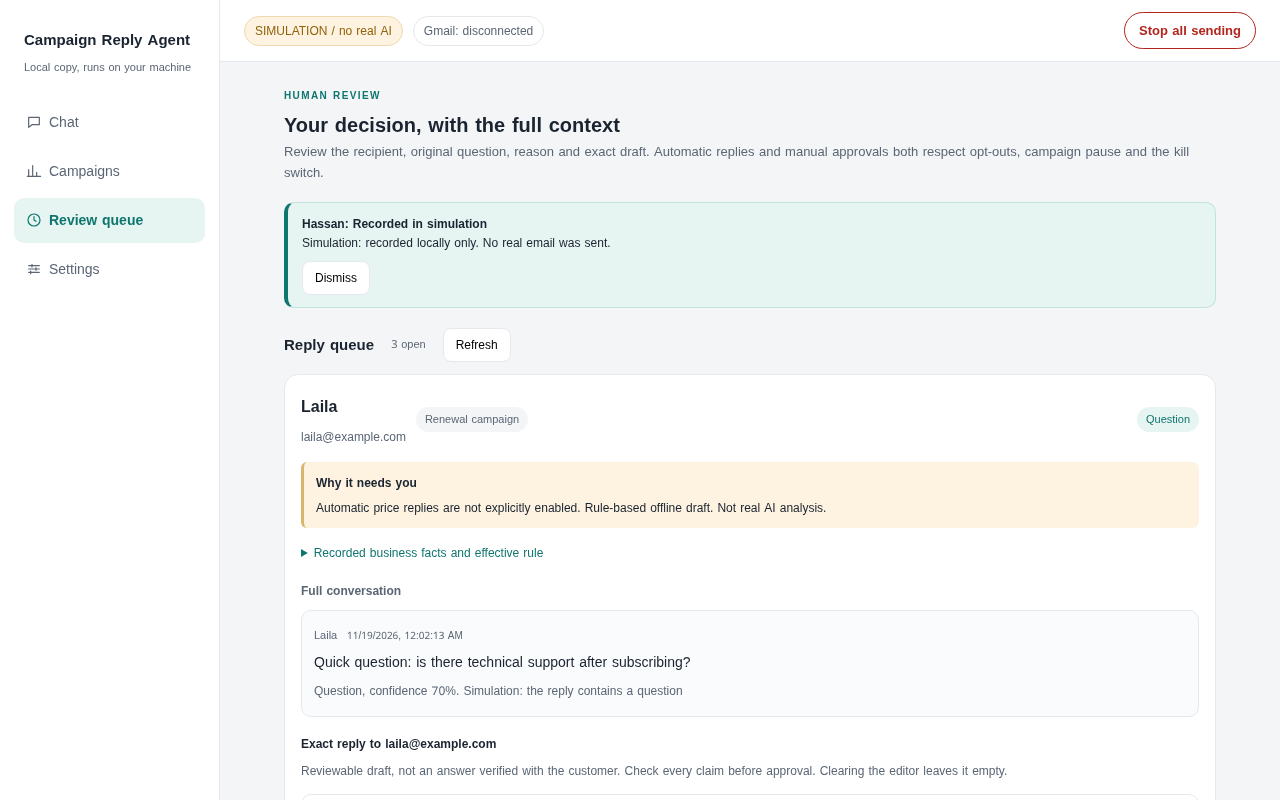 Campaign Reply Agent
Local copy, runs on your machine
Chat
Campaigns
Review queue
Settings
SIMULATION / no real AI
Gmail: disconnected
Stop all sending
HUMAN REVIEW
Your decision, with the full context
Review the recipient, original question, reason and exact draft. Automatic replies and manual approvals both respect opt-outs, campaign pause and the kill
switch.
Hassan: Recorded in simulation
Simulation: recorded locally only. No real email was sent.
Dismiss
Reply queue
3 open
Refresh
Laila
laila@example.com
Renewal campaign
Question
Why it needs you
Automatic price replies are not explicitly enabled. Rule-based offline draft. Not real AI analysis.
Recorded business facts and effective rule
Full conversation
Laila 11/19/2026, 12:02:13 AM
Quick question: is there technical support after subscribing?
Question, confidence 70%. Simulation: the reply contains a question
Exact reply to laila@example.com
Reviewable draft, not an answer verified with the customer. Check every claim before approval. Clearing the editor leaves it empty.